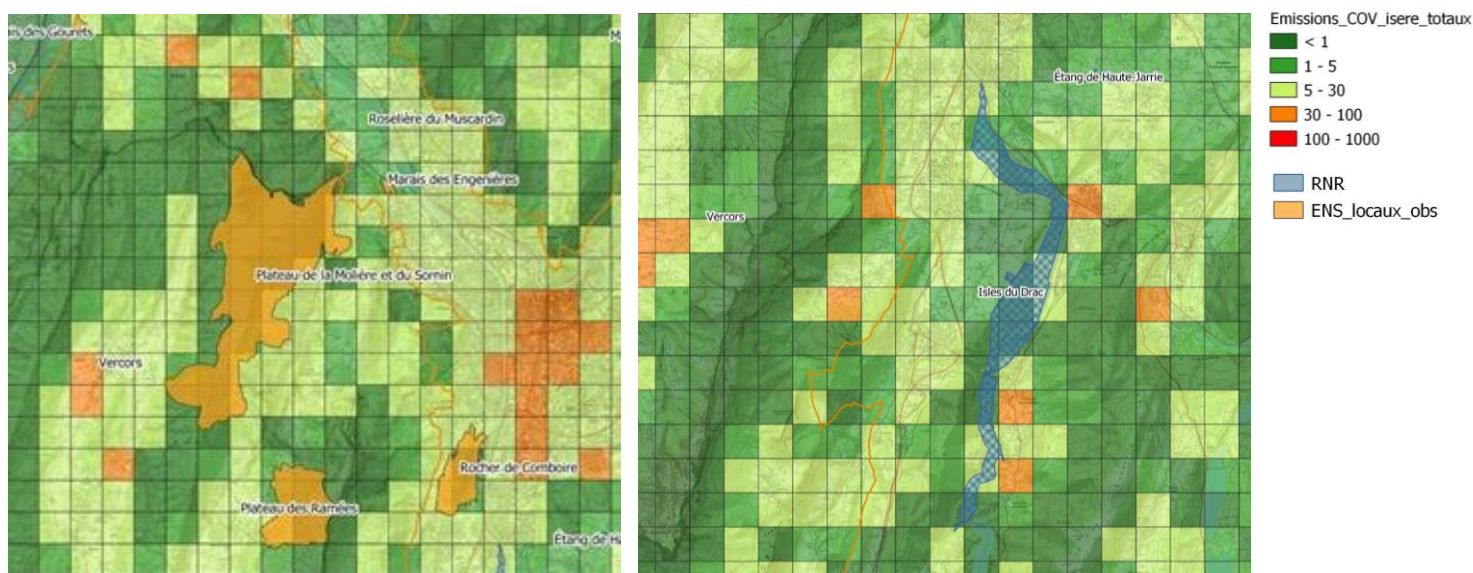 is des Gourets
Roselière du Muscardin
Marais des Engenières
Plateau de la Molière et du Sornin
Vercors
Rocher de Comboire
Plateau des Ramées
Étang de H
Étang de Haute-Jarrie
Vercors
Isles du Drac
Emissions_COV_isere_totaux
< 1
1 - 5
5 - 30
30 - 100
100 - 1000
RNR
ENS_locaux_obs